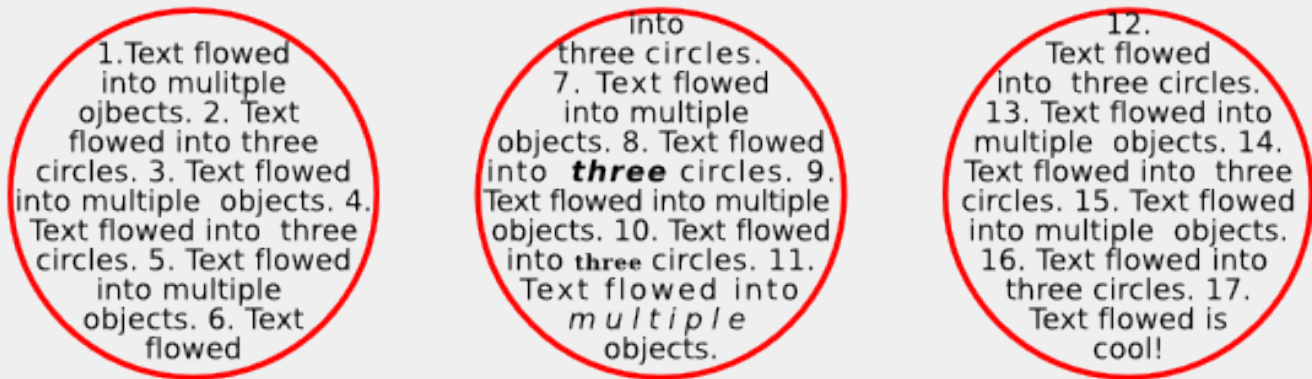 1.Text flowed
into mulitple
ojbects. 2. Text
flowed into three
circles. 3. Text flowed
into multiple objects. 4.
Text flowed into three
circles. 5. Text flowed
into multiple
objects. 6. Text
flowed
into
three circles.
7. Text flowed
into multiple
objects. 8. Text flowed
into three circles. 9.
Text flowed into multiple
objects. 10. Text flowed
into three circles. 11.
Text flowed into
multiple
objects.
12.
Text flowed
into three circles.
13. Text flowed into
multiple objects. 14.
Text flowed into three
circles. 15. Text flowed
into multiple objects.
16. Text flowed into
three circles. 17.
Text flowed is
cool!